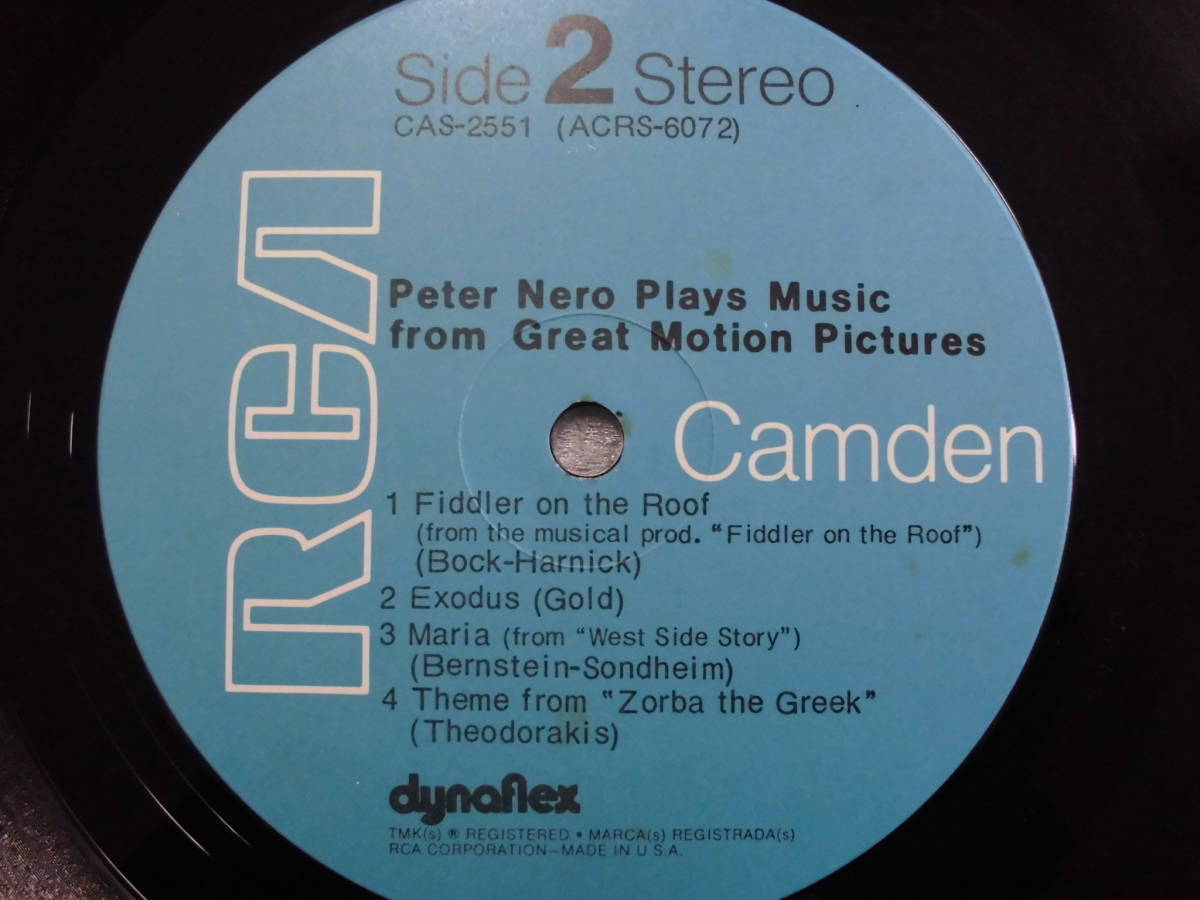 Side 2 Stereo
CAS-2551 (ACRS-6072)
RCA
Peter Nero Plays Music
from Great Motion Pictures
Camden
1 Fiddler on the Roof
(from the musical prod. "Fiddler on the Roof")
(Bock-Harnick)
2 Exodus (Gold)
3 Maria (from "West Side Story")
(Bernstein-Sondheim)
4 Theme from "Zorba the Greek"
(Theodorakis)
dynaflex
TMK(s) ® REGISTERED • MARCA(s) REGISTRADA(s)
RCA CORPORATION—MADE IN U.S.A.